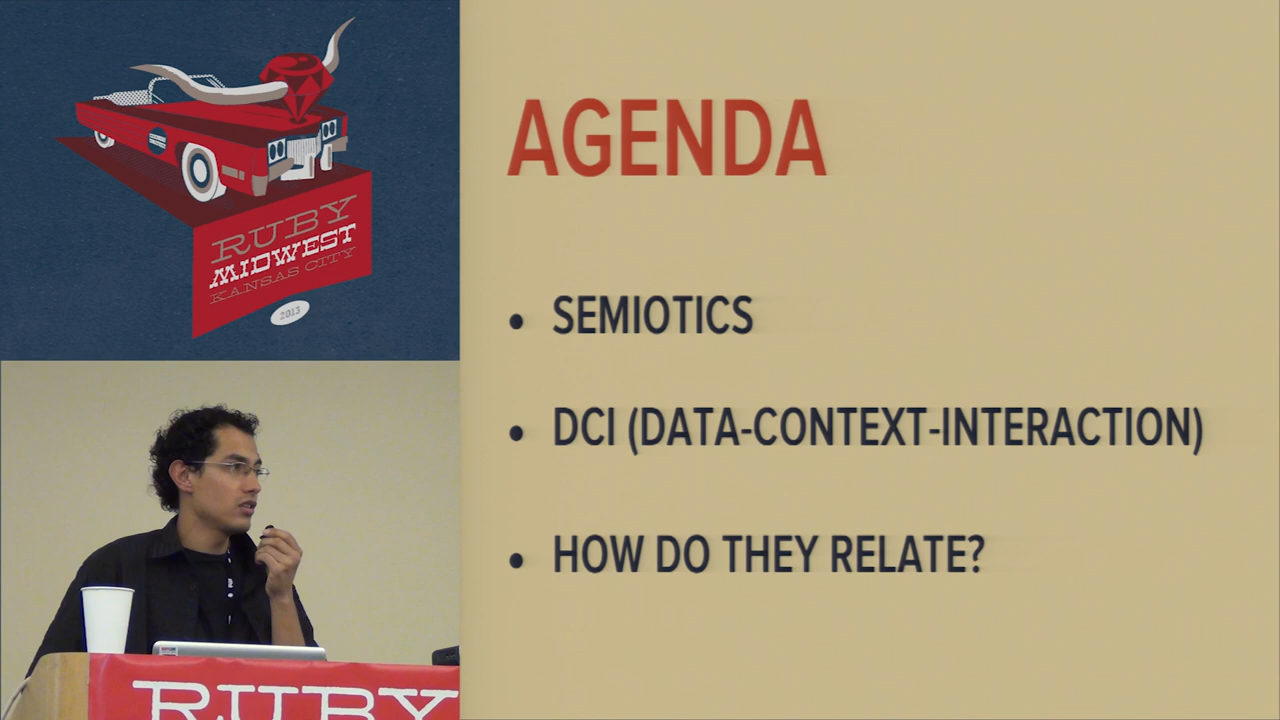 RUBY
MIDWEST
KANSAS CITY
2013
AGENDA
• SEMIOTICS
• DCI (DATA-CONTEXT-INTERACTION)
• HOW DO THEY RELATE?
RUBY